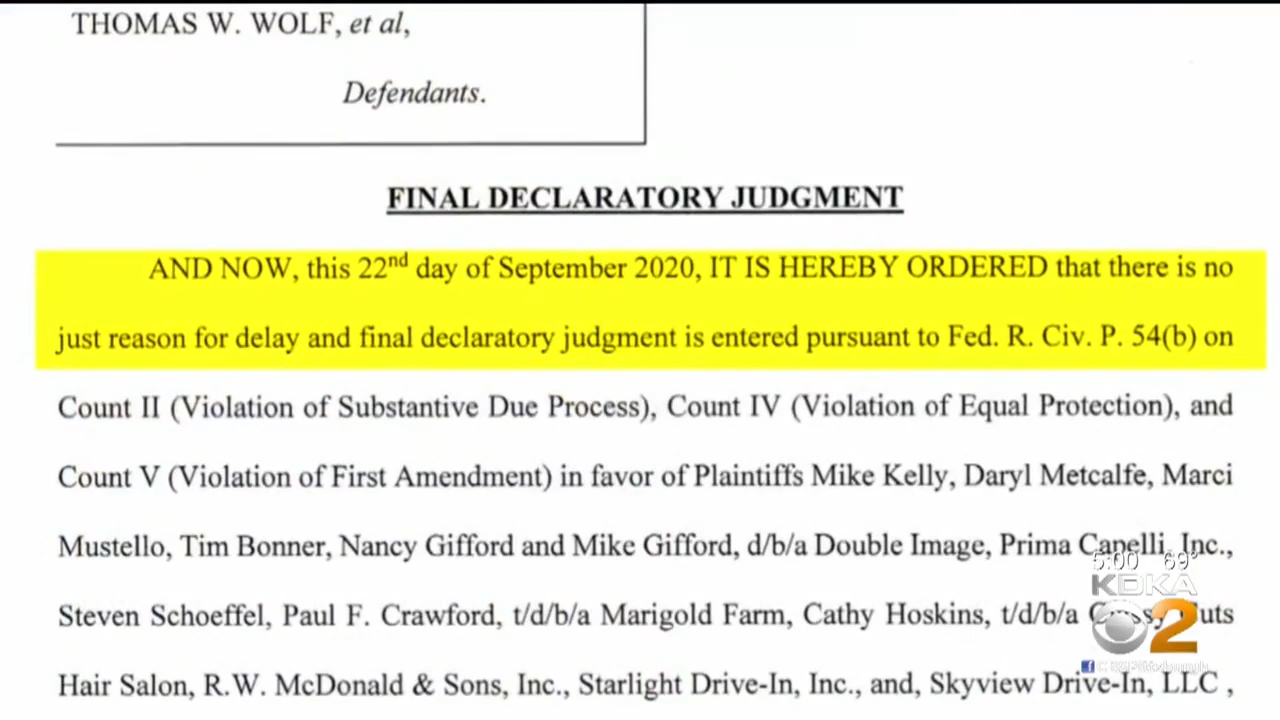 THOMAS W. WOLF, et al,
Defendants.
FINAL DECLARATORY JUDGMENT
AND NOW, this 22nd day of September 2020, IT IS HEREBY ORDERED that there is no
just reason for delay and final declaratory judgment is entered pursuant to Fed. R. Civ. P. 54(b) on
Count II (Violation of Substantive Due Process), Count IV (Violation of Equal Protection), and
Count V (Violation of First Amendment) in favor of Plaintiffs Mike Kelly, Daryl Metcalfe, Marci
Mustello, Tim Bonner, Nancy Gifford and Mike Gifford, d/b/a Double Image, Prima Capelli, Inc.,
5:00 69°
KDKA
2
Steven Schoeffel, Paul F. Crawford, t/d/b/a Marigold Farm, Cathy Hoskins, t/d/b/a
Hair Salon, R.W. McDonald & Sons, Inc., Starlight Drive-In, Inc., and, Skyview Drive-In, LLC ,